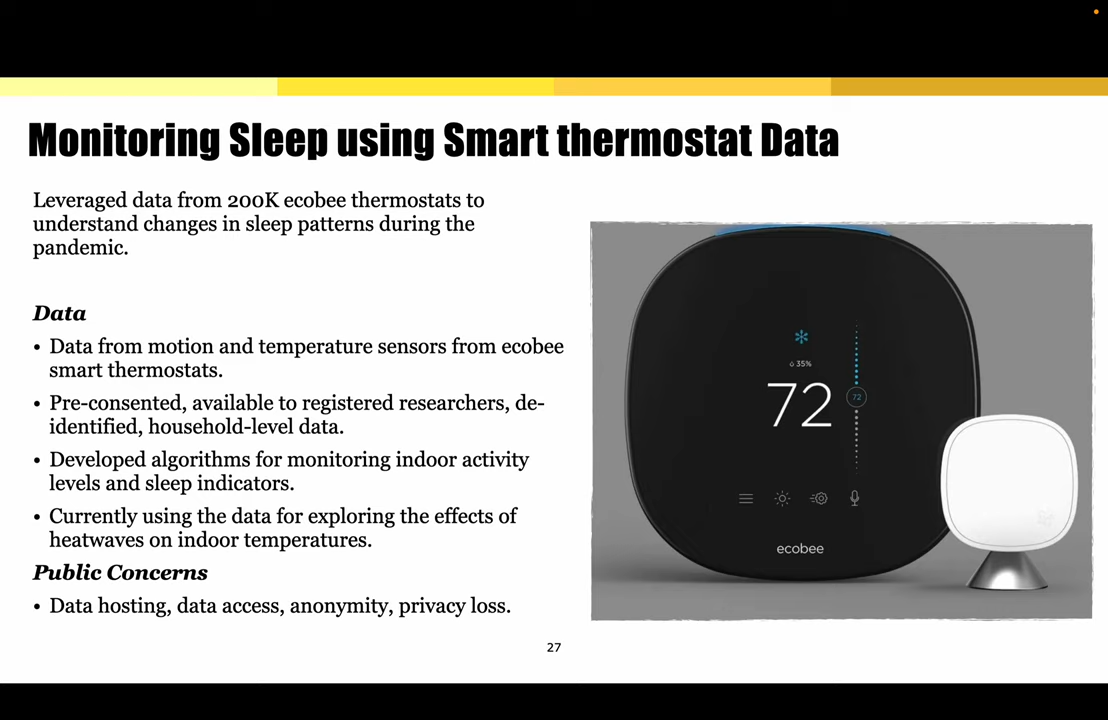 Monitoring Sleep using Smart thermostat Data
Leveraged data from 200K ecobee thermostats to
understand changes in sleep patterns during the
pandemic.
Data
• Data from motion and temperature sensors from ecobee
smart thermostats.
• Pre-consented, available to registered researchers, de-
identified, household-level data.
• Developed algorithms for monitoring indoor activity
levels and sleep indicators.
• Currently using the data for exploring the effects of
heatwaves on indoor temperatures.
Public Concerns
• Data hosting, data access, anonymity, privacy loss.
35%
72
72
ecobee
27